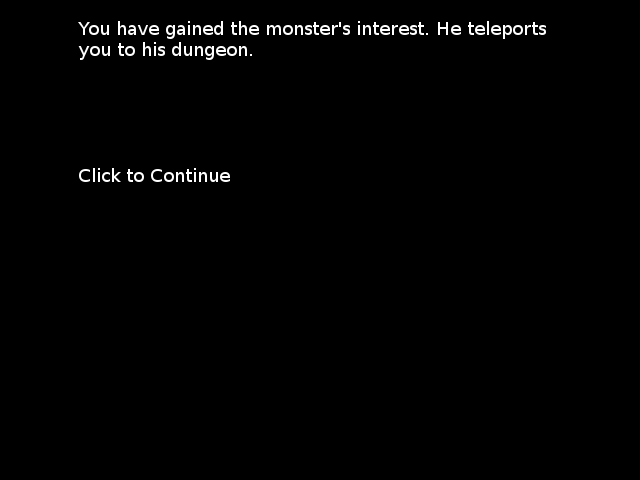 You have gained the monster's interest. He teleports
you to his dungeon.
Click to Continue